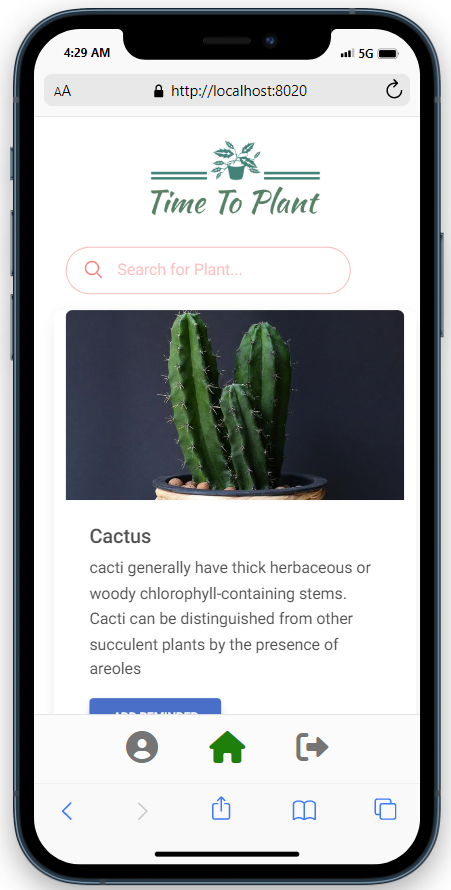 4:29 AM
5G
AA
http://localhost:8020
Time To Plant
Search for Plant...
Cactus
cacti generally have thick herbaceous or
woody chlorophyll-containing stems.
Cacti can be distinguished from other
succulent plants by the presence of
areoles
ADD REMINDER